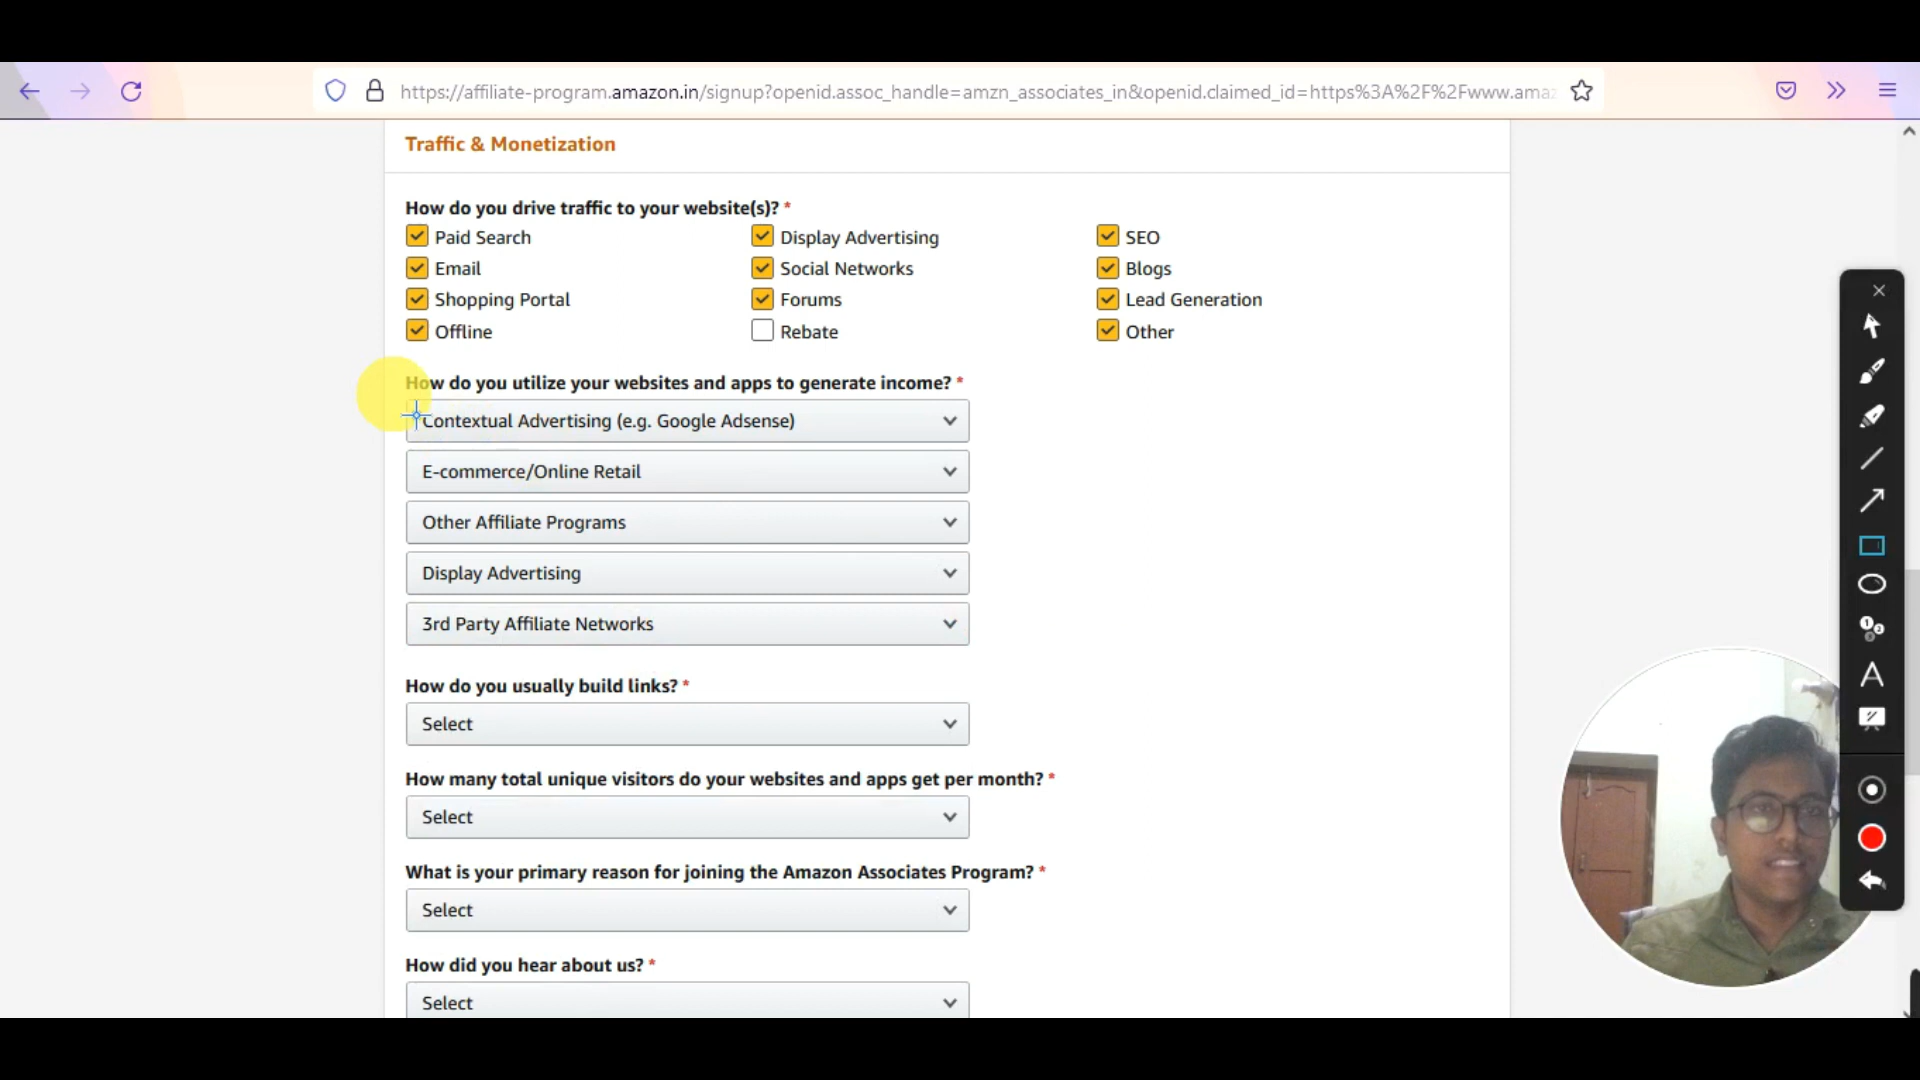 https://affiliate-program.amazon.in/signup?openid.assoc_handle=amzn_associates_in&openid.claimed_id=https%3A%2F%2Fwww.amaz
Traffic & Monetization
How do you drive traffic to your website(s)? *
Paid Search Display Advertising SEO
Email Social Networks Blogs
Shopping Portal Forums Lead Generation
Offline Rebate Other
How do you utilize your websites and apps to generate income? *
Contextual Advertising (e.g. Google Adsense)
E-commerce/Online Retail
Other Affiliate Programs
Display Advertising
3rd Party Affiliate Networks
How do you usually build links? *
Select
How many total unique visitors do your websites and apps get per month? *
Select
What is your primary reason for joining the Amazon Associates Program? *
Select
How did you hear about us? *
Select